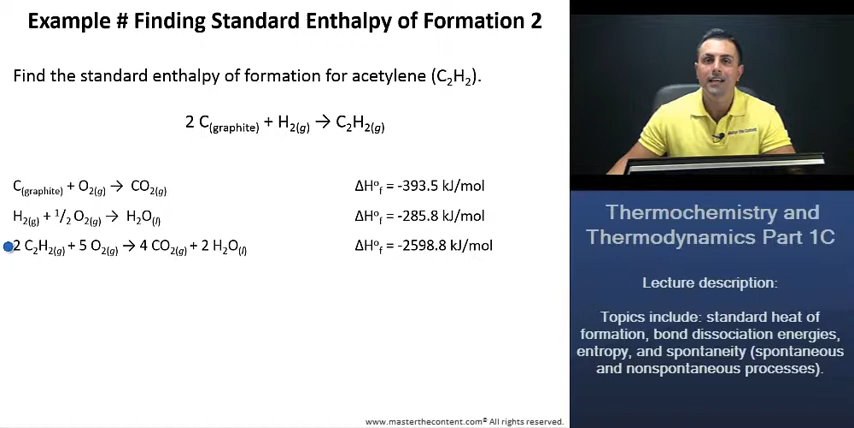 Example # Finding Standard Enthalpy of Formation 2
Find the standard enthalpy of formation for acetylene (C₂H₂).
2 C(graphite) + H₂(g) → C₂H₂(g)
C(graphite) + O₂(g) → CO₂(g) ΔH°f = -393.5 kJ/mol
H₂(g) + 1/2 O₂(g) → H₂O(l) ΔH°f = -285.8 kJ/mol
2 C₂H₂(g) + 5 O₂(g) → 4 CO₂(g) + 2 H₂O(l) ΔH°f = -2598.8 kJ/mol
www.masterthecontent.com© All rights reserved.
Thermochemistry and
Thermodynamics Part 1C
Lecture description:
Topics include: standard heat of
formation, bond dissociation energies,
entropy, and spontaneity (spontaneous
and nonspontaneous processes).